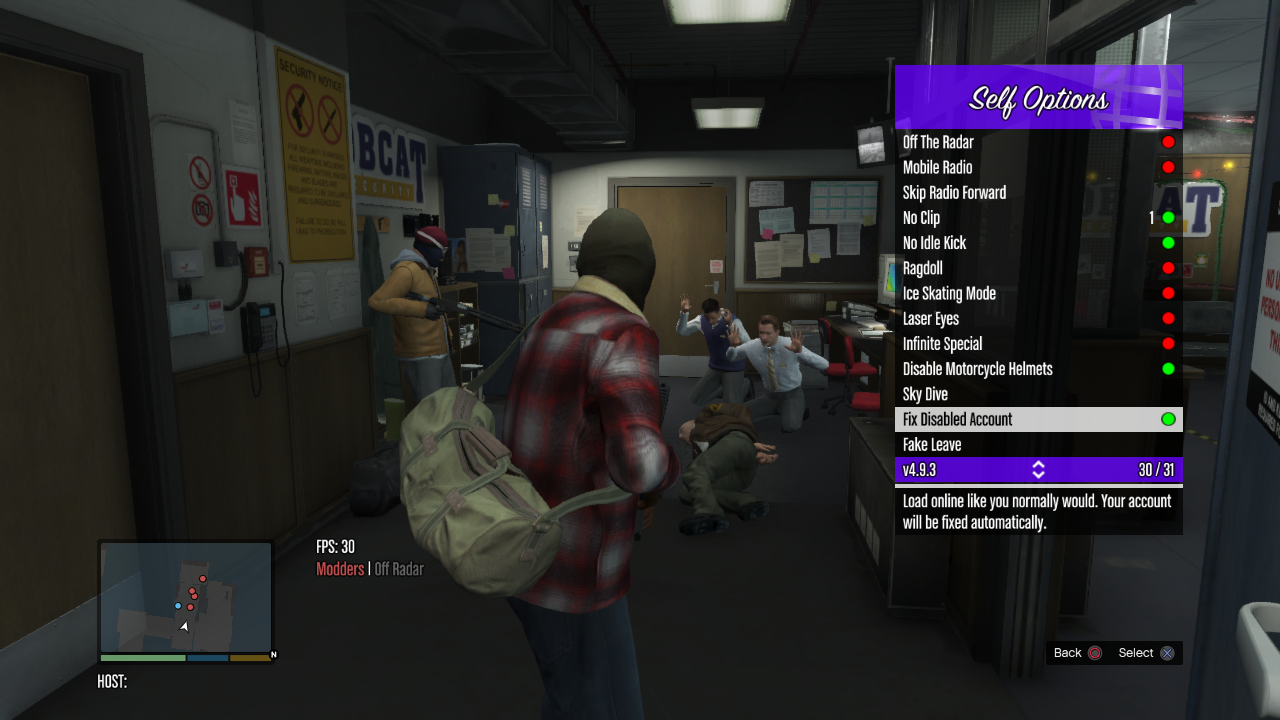 SECURITY NOTICE
BCAT
Self Options
Off The Radar
Mobile Radio
Skip Radio Forward
No Clip 1
No Idle Kick
Ragdoll
Ice Skating Mode
Laser Eyes
Infinite Special
Disable Motorcycle Helmets
Sky Dive
Fix Disabled Account
Fake Leave
v4.9.3 30 / 31
Load online like you normally would. Your account
will be fixed automatically.
AT
FPS: 30
Modders | Off Radar
N
HOST:
Back Select